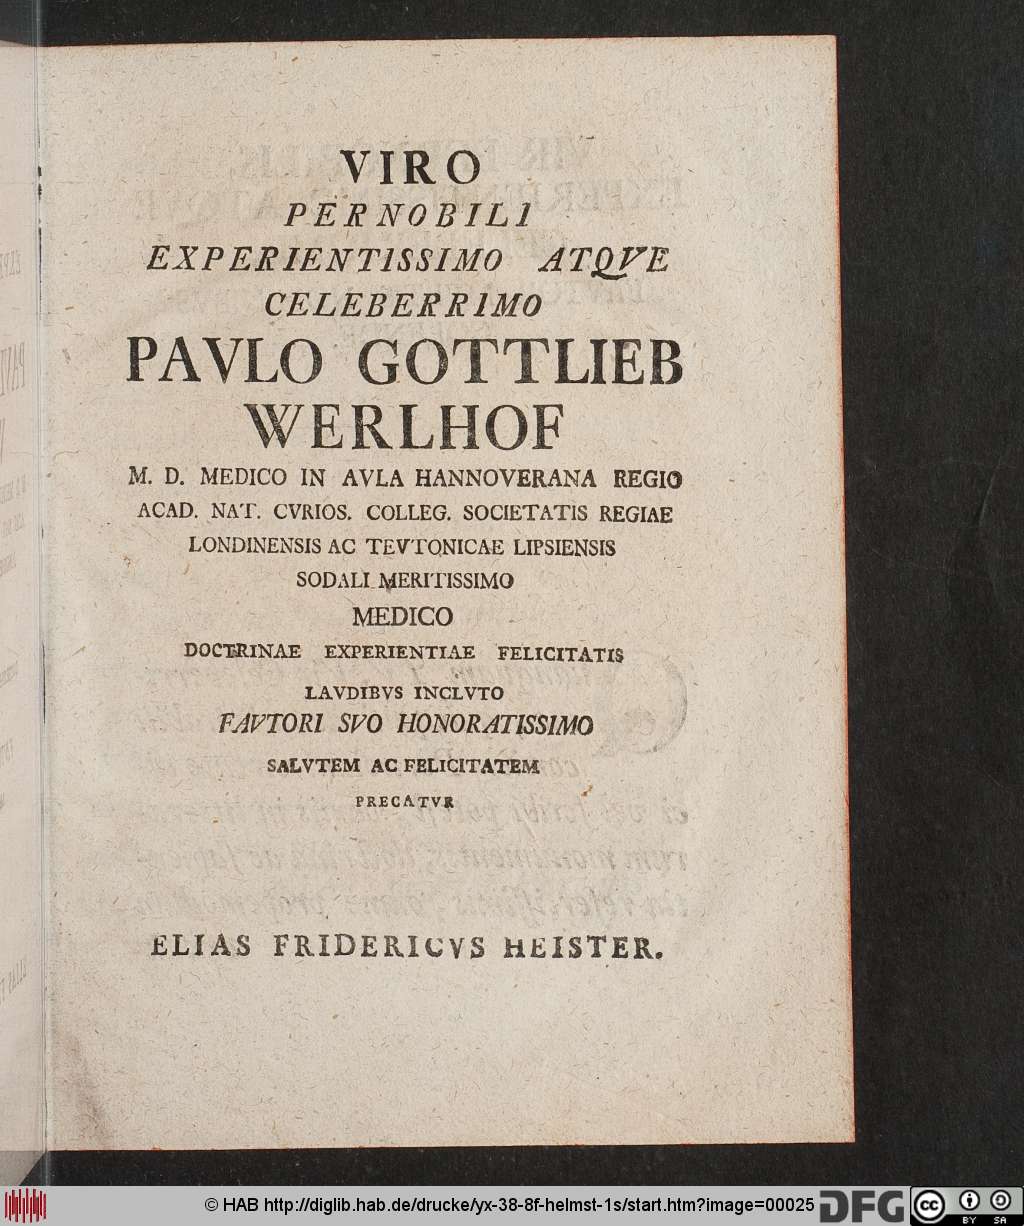 VIRO
PERNOBILI
EXPERIENTISSIMO ATQVE
CELEBERRIMO
PAVLO GOTTLIEB
WERLHOF
M. D. MEDICO IN AVLA HANNOVERANA REGIO
ACAD. NAT. CVRIOS. COLLEG. SOCIETATIS REGIAE
LONDINENSIS AC TEVTONICAE LIPSIENSIS
SODALI MERITISSIMO
MEDICO
DOCTRINAE EXPERIENTIAE FELICITATIS
LAVDIBVS INCLVTO
FAVTORI SVO HONORATISSIMO
SALVTEM AC FELICITATEM
PRECATVR
ELIAS FRIDERICVS HEISTER.
© HAB http://diglib.hab.de/drucke/yx-38-8f-helmst-1s/start.htm?image=00025
DFG
cc BY SA